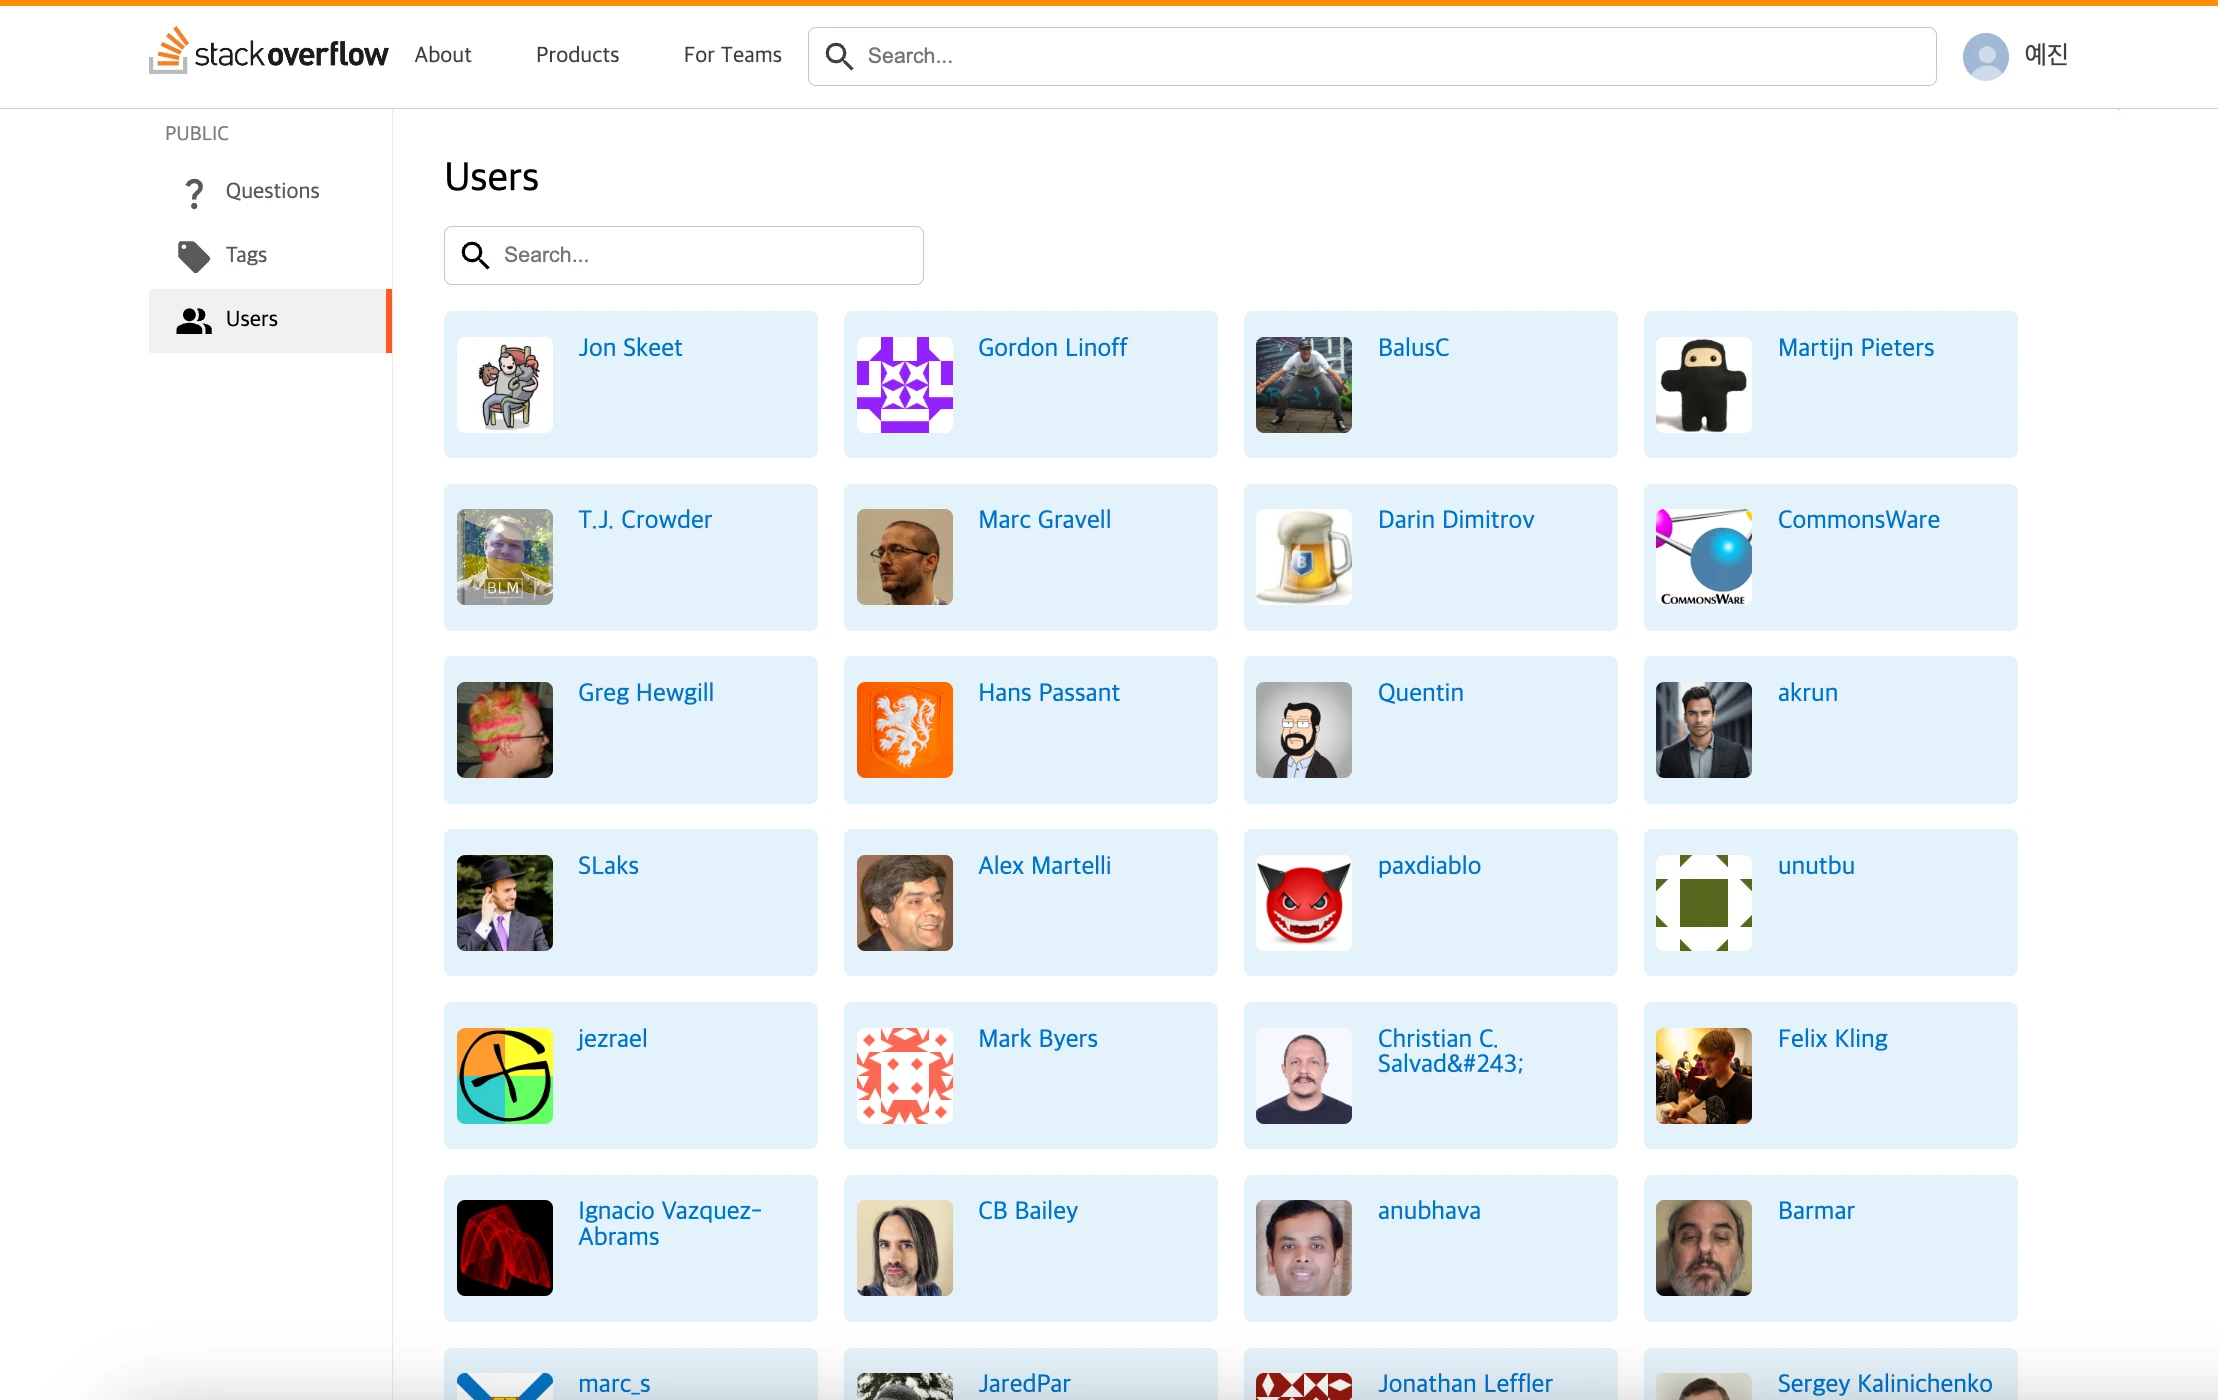 stackoverflow
About
Products
For Teams
Search...
예진
PUBLIC
Questions
Tags
Users
Users
Search...
Jon Skeet
Gordon Linoff
BalusC
Martijn Pieters
T.J. Crowder
BLM
Marc Gravell
Darin Dimitrov
B
CommonsWare
COMMONSWARE
Greg Hewgill
Hans Passant
Quentin
akrun
SLaks
Alex Martelli
paxdiablo
unutbu
jezrael
Mark Byers
Christian C.
Salvad&#243;
Felix Kling
Ignacio Vazquez-
Abrams
CB Bailey
anubhava
Barmar
marc_s
JaredPar
Jonathan Leffler
Sergey Kalinichenko